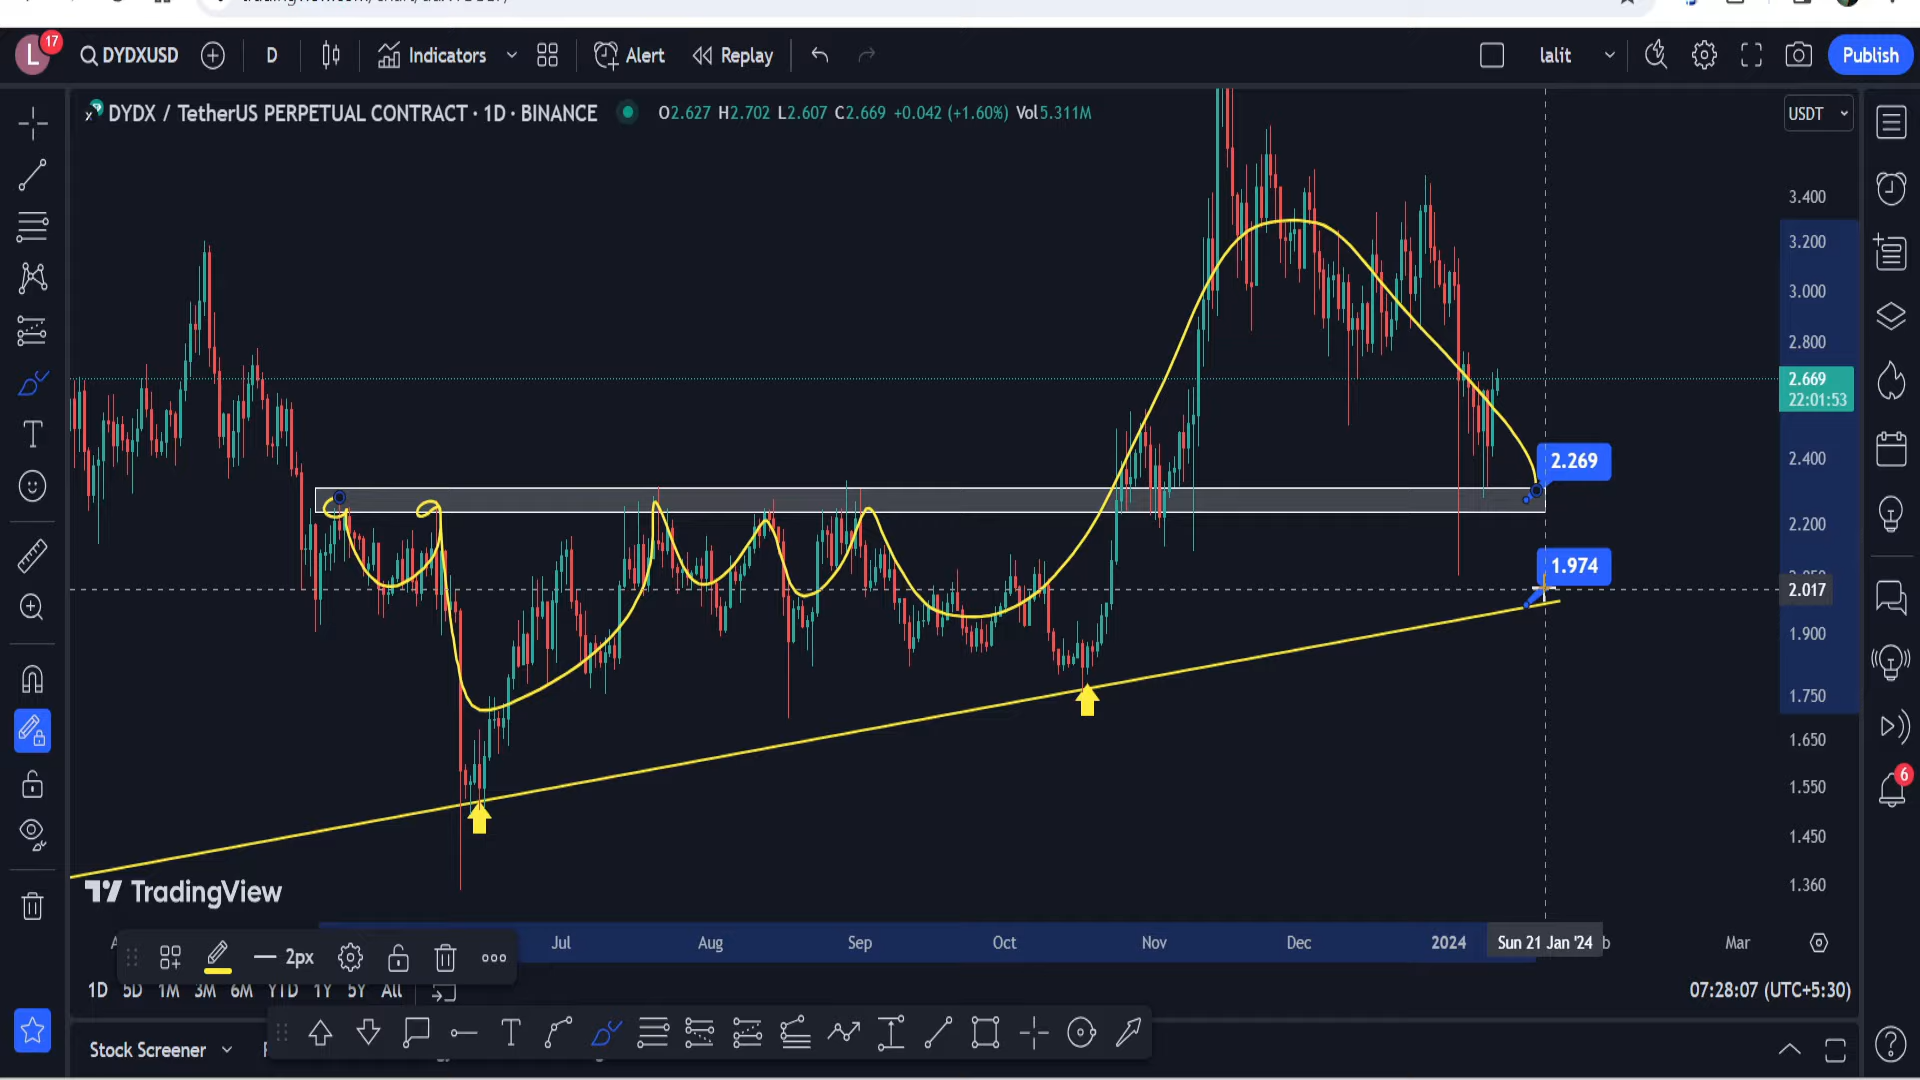 L 17 DYDXUSD D Indicators Alert Replay lalit Publish
DYDX / TetherUS PERPETUAL CONTRACT · 1D · BINANCE O2.627 H2.702 L2.607 C2.669 +0.042 (+1.60%) Vol5.311M
USDT
3.400
3.200
3.000
2.800
2.669
22:01:53
2.400
2.269
2.200
1.974
2.017
1.900
1.750
1.650
1.550
1.450
1.360
6
TradingView
Jul Aug Sep Oct Nov Dec 2024 Sun 21 Jan '24 b Mar
2px
1D 5D 1M 3M 6M YTD 1Y 5Y All
07:28:07 (UTC+5:30)
Stock Screener